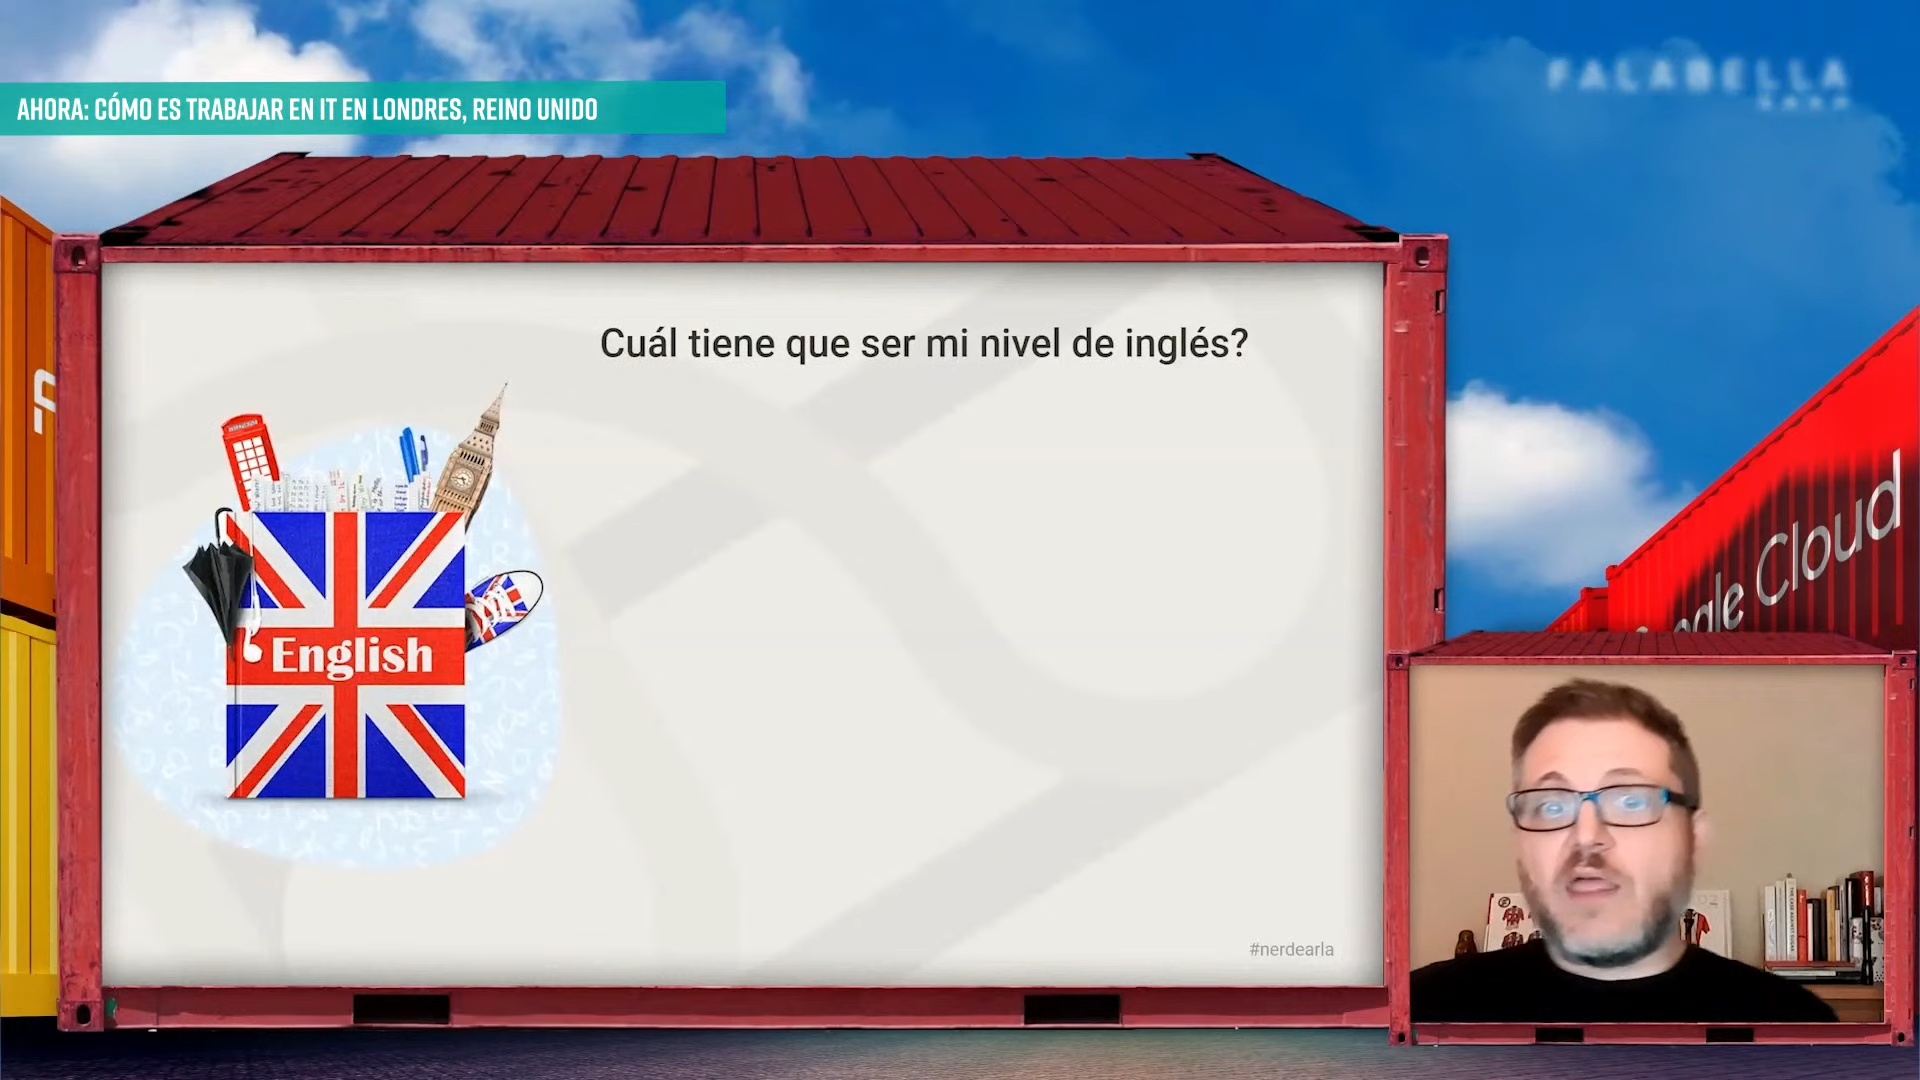 FALABELLA
AHORA: CÓMO ES TRABAJAR EN IT EN LONDRES, REINO UNIDO
Cuál tiene que ser mi nivel de inglés?
English
Cloud
#nerdearla